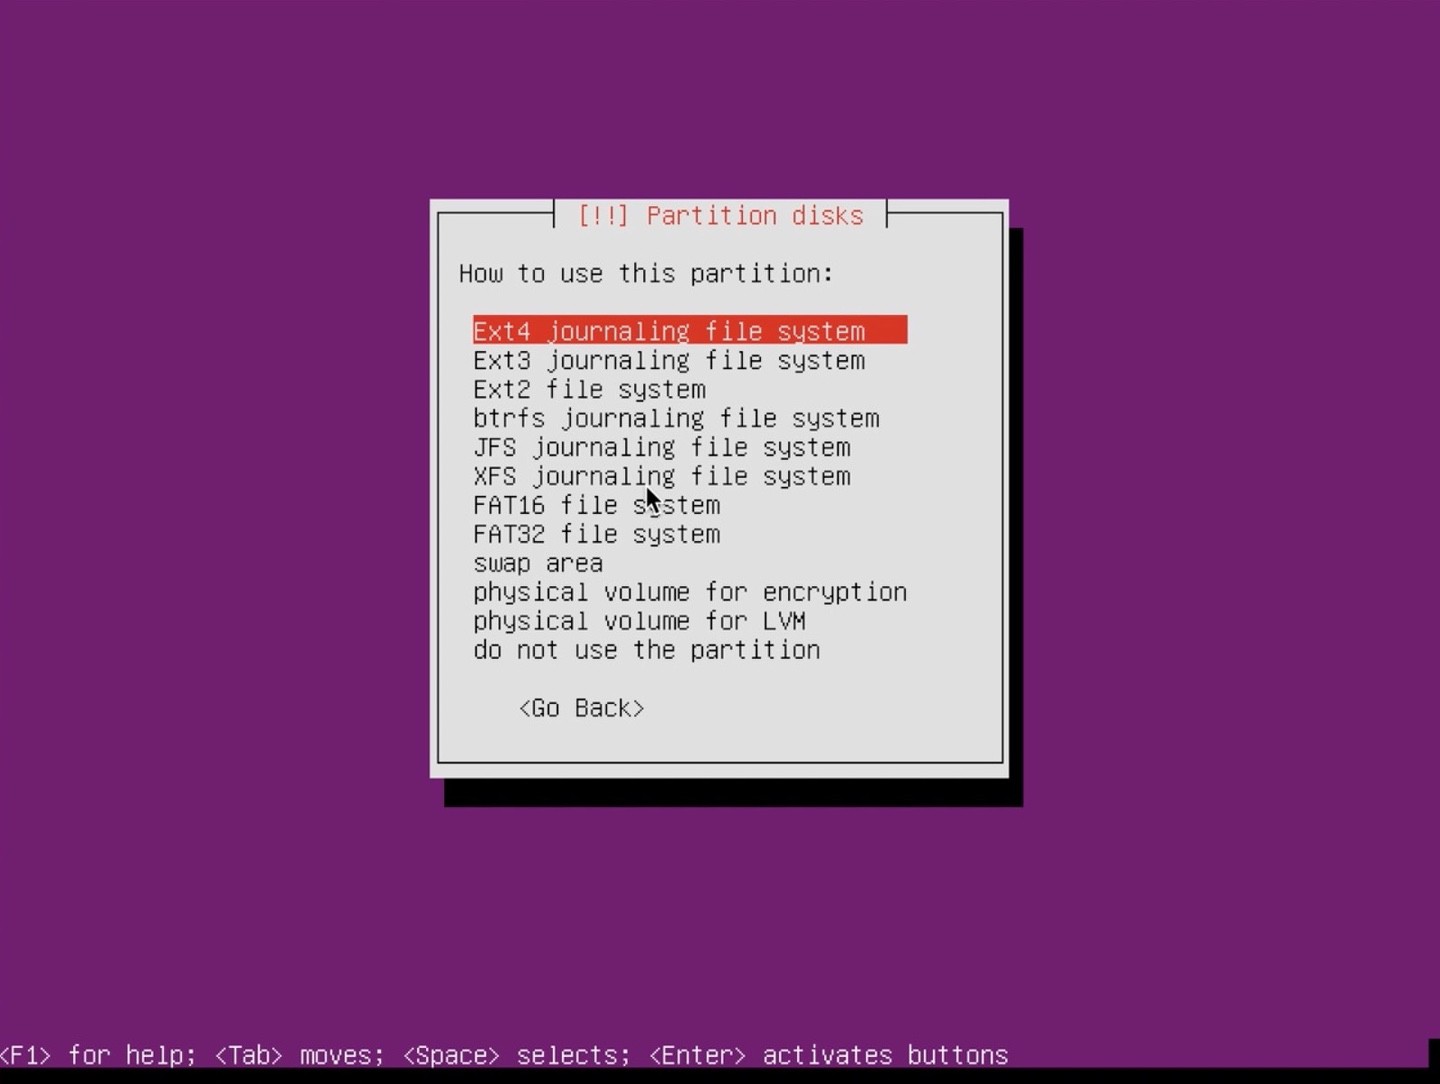 [!!] Partition disks
How to use this partition:
Ext4 journaling file system
Ext3 journaling file system
Ext2 file system
btrfs journaling file system
JFS journaling file system
XFS journaling file system
FAT16 file system
FAT32 file system
swap area
physical volume for encryption
physical volume for LVM
do not use the partition
<Go Back>
<F1> for help; <Tab> moves; <Space> selects; <Enter> activates buttons